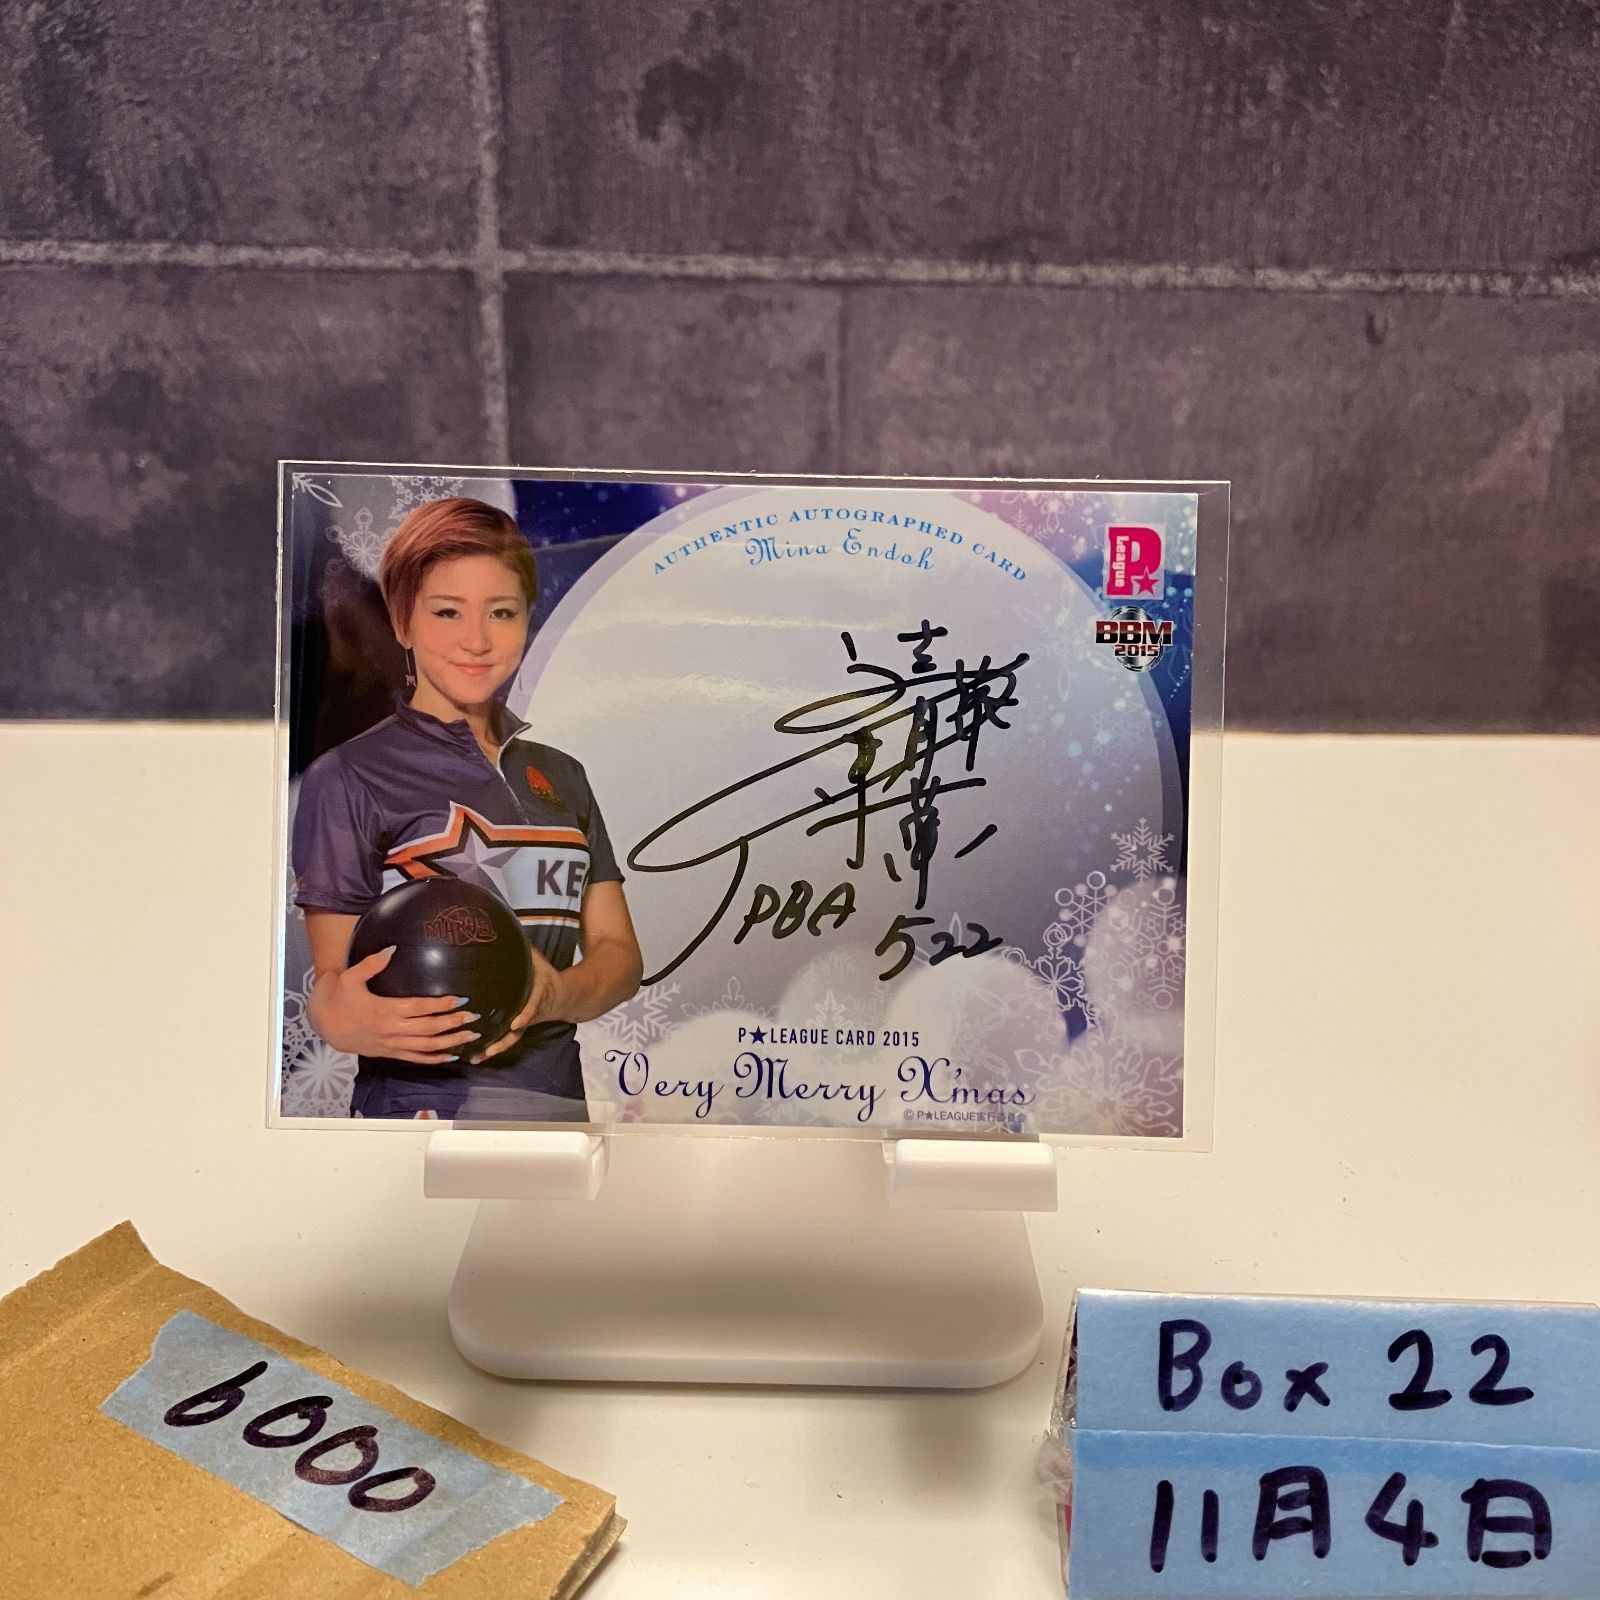 AUTHENTIC AUTOGRAPHED CARD
Mina Endoh
P★
League
BBM
2015
KE
JPBA
522
P★LEAGUE CARD 2015
Very Merry X'mas
© P★LEAGUE実行委員会
6000
Box 22
11月4日